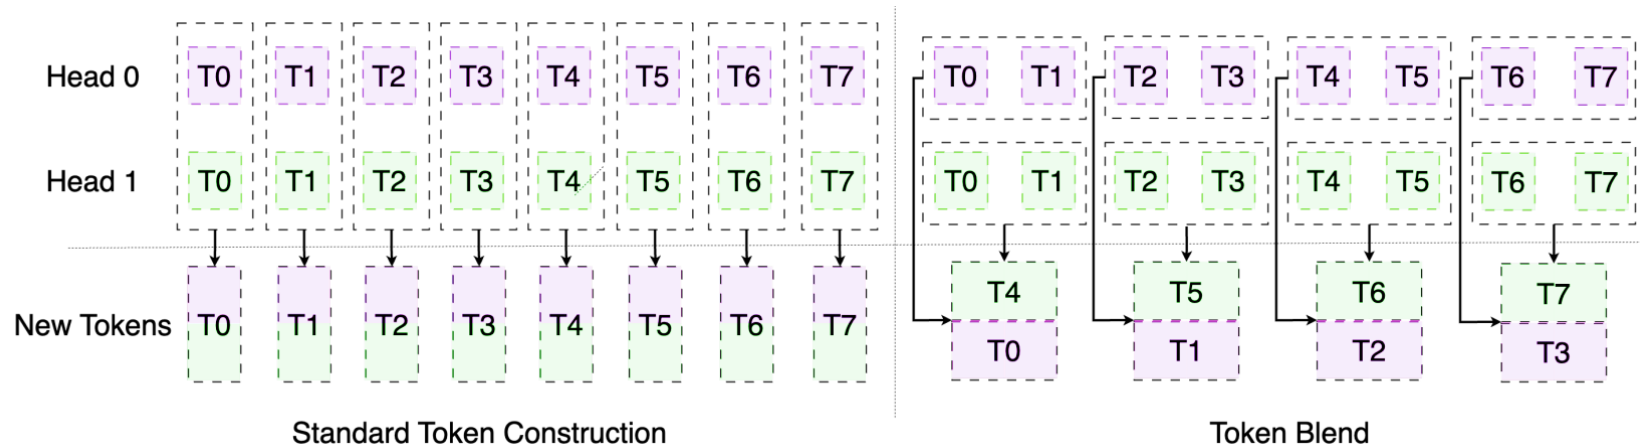 Head 0 T0 T1 T2 T3 T4 T5 T6 T7 T0 T1 T2 T3 T4 T5 T6 T7
Head 1 T0 T1 T2 T3 T4 T5 T6 T7 T0 T1 T2 T3 T4 T5 T6 T7
T4 T5 T6 T7
New Tokens T0 T1 T2 T3 T4 T5 T6 T7
T0 T1 T2 T3
Standard Token Construction Token Blend